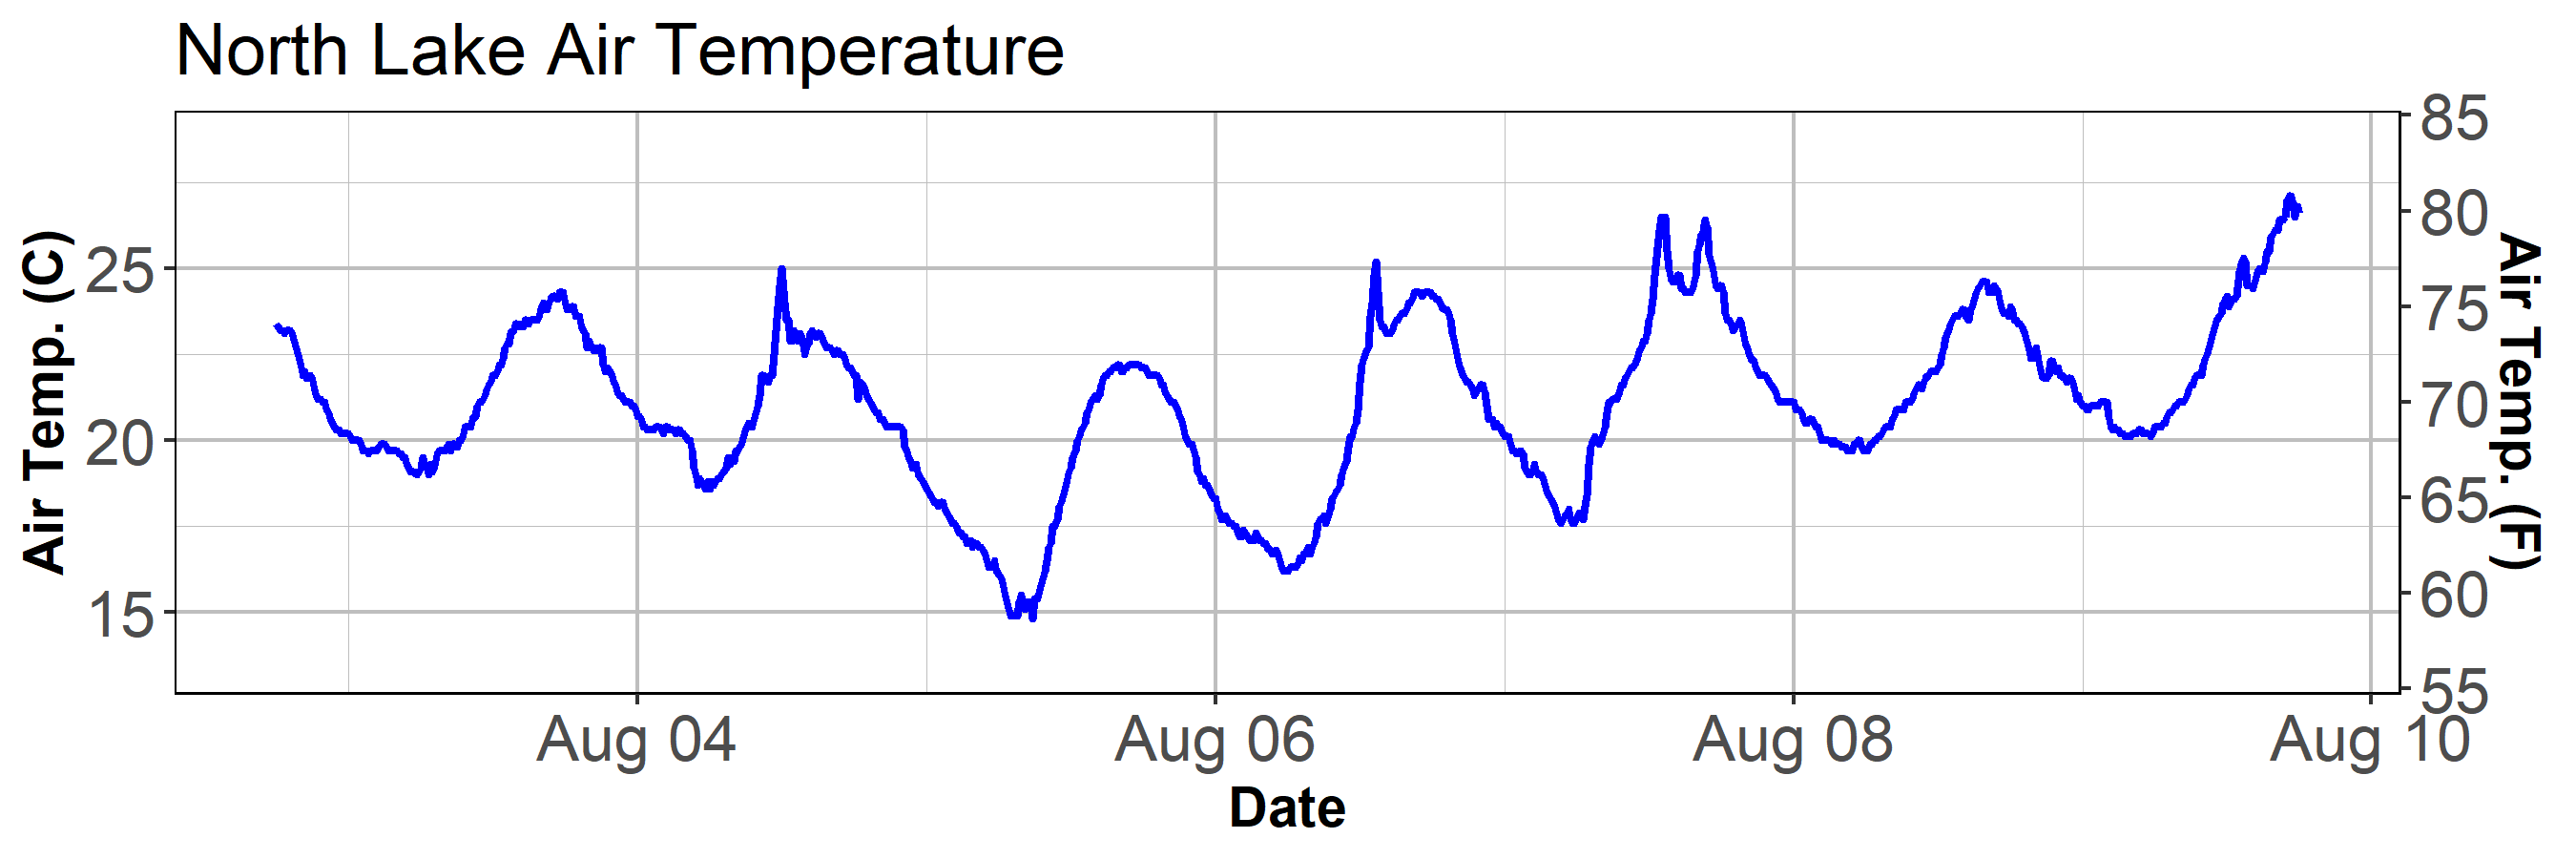 North Lake Air Temperature
Air Temp. (C)
25
20
15
85
80
75
70
65
60
55
Air Temp. (F)
Aug 04
Aug 06
Aug 08
Aug 10
Date